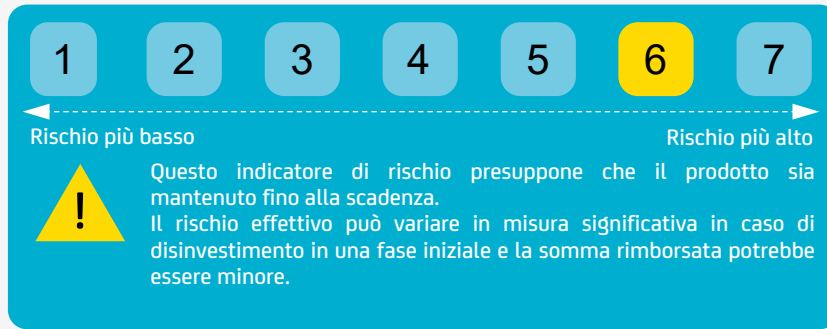 1 2 3 4 5 6 7
Rischio più basso Rischio più alto
! Questo indicatore di rischio presuppone che il prodotto sia
mantenuto fino alla scadenza.
Il rischio effettivo può variare in misura significativa in caso di
disinvestimento in una fase iniziale e la somma rimborsata potrebbe
essere minore.